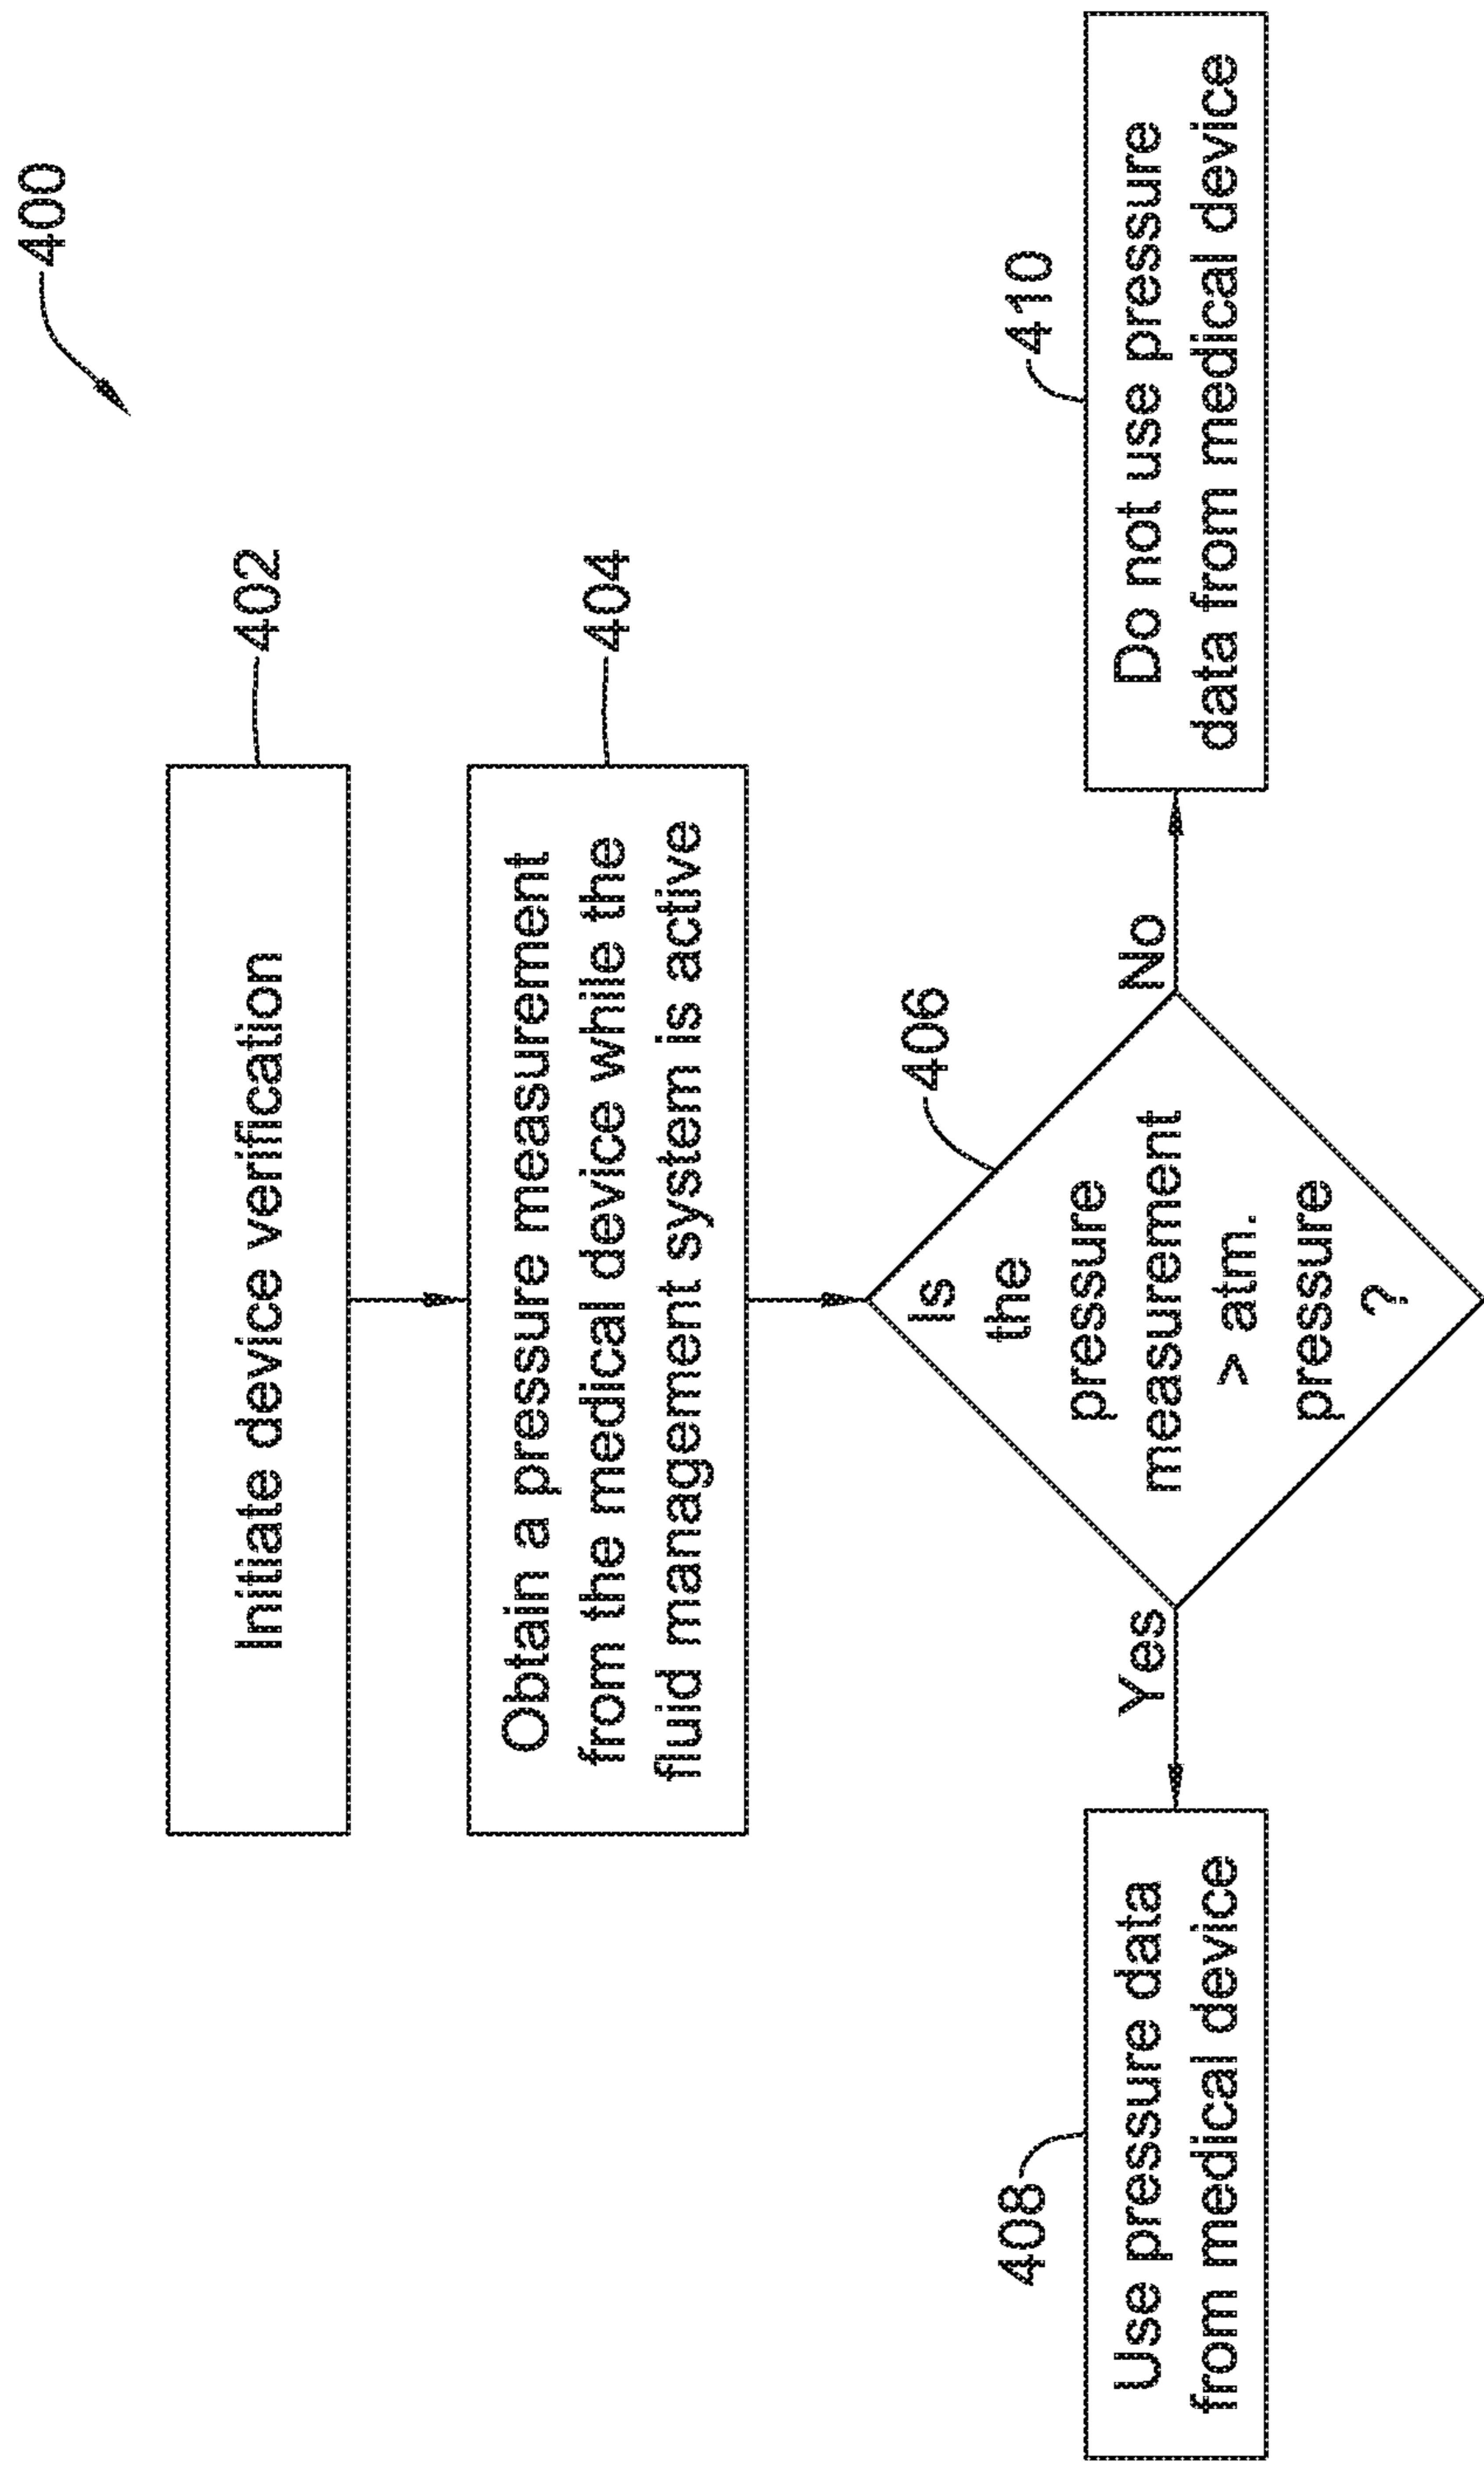 400
Initiate device verification
402
Obtain a pressure measurement
from the medical device while the
fluid management system is active
404
406
Is
the
pressure
measurement
> atm.
pressure
?
Yes
No
408
Use pressure data
from medical device
410
Do not use pressure
data from medical device